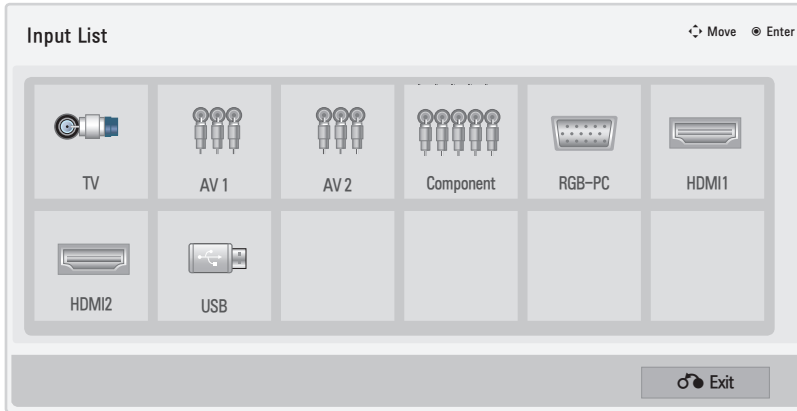 Input List
Move Enter
TV AV 1 AV 2 Component RGB-PC HDMI1
HDMI2 USB
Exit